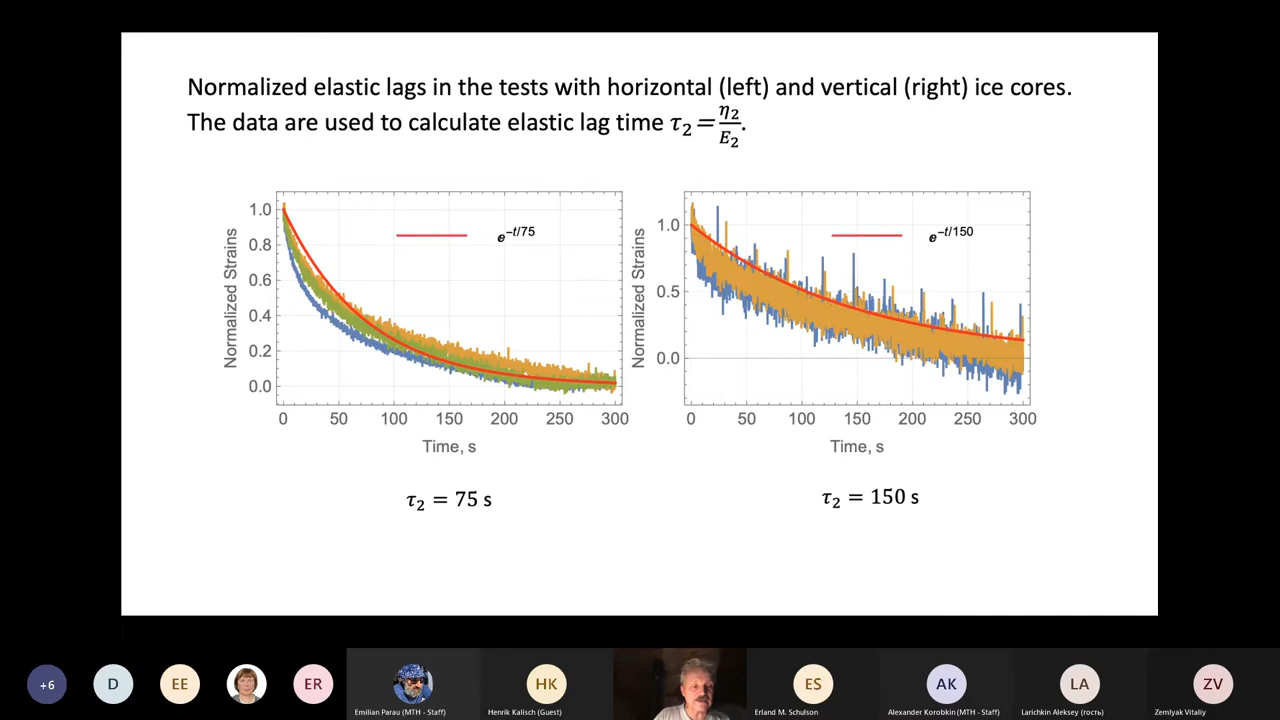 Normalized elastic lags in the tests with horizontal (left) and vertical (right) ice cores.
The data are used to calculate elastic lag time τ₂ = η₂/E₂.
Normalized Strains
1.0
0.8
0.6
0.4
0.2
0.0
e^−t/75
0 50 100 150 200 250 300
Time, s
τ₂ = 75 s
Normalized Strains
1.0
0.5
0.0
e^−t/150
0 50 100 150 200 250 300
Time, s
τ₂ = 150 s
+6
D
EE
ER
Emilian Parau (MTH - Staff)
HK
Henrik Kalisch (Guest)
ES
Erland M. Schulson
AK
Alexander Korobkin (MTH - Staff)
LA
Larichkin Aleksey (гость)
ZV
Zemlyak Vitaliy